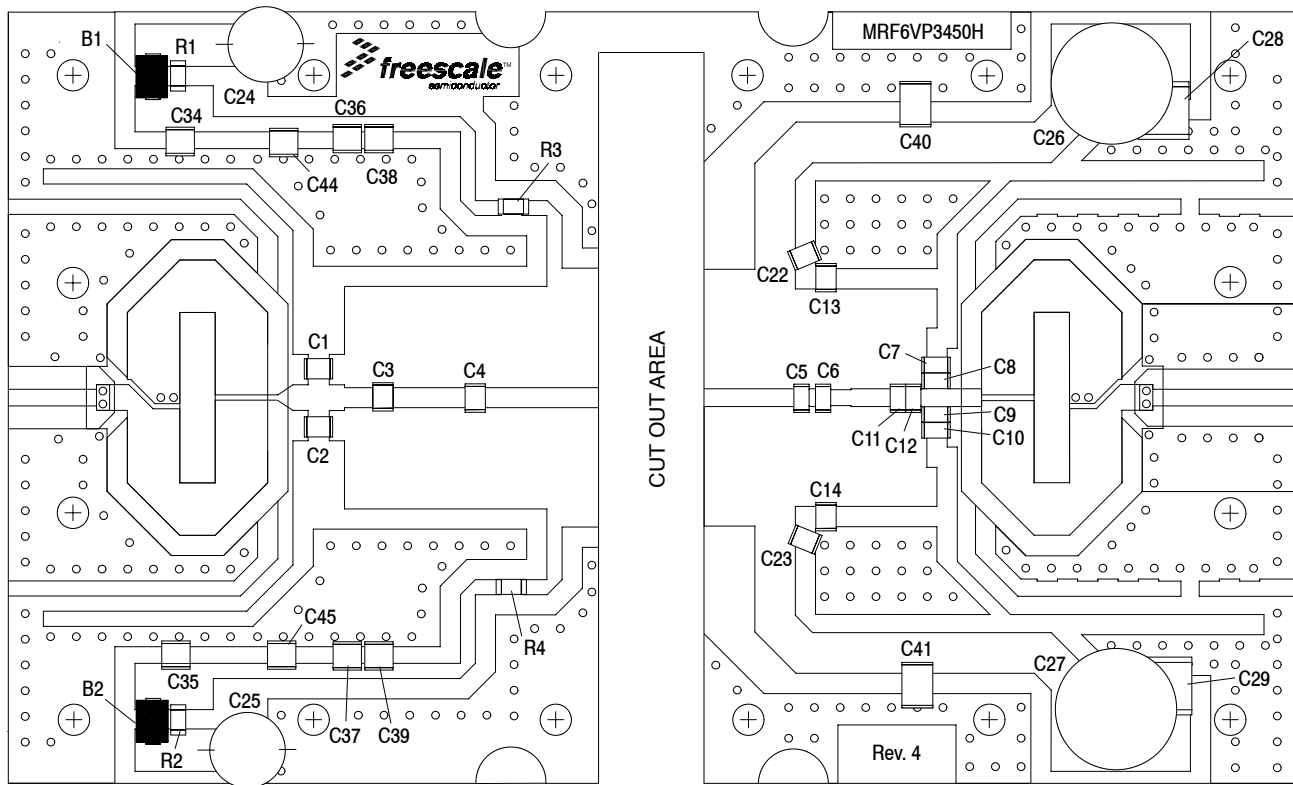 B1
R1
C24
C34
C36
C44
C38
R3
freescale™
semiconductor
MRF6VP3450H
C28
C40
C26
C22
C13
C1
C3
C4
C2
CUT OUT AREA
C5
C6
C7
C8
C9
C10
C11
C12
C14
C23
C45
C35
B2
R2
C25
C37
C39
R4
C41
C27
C29
Rev. 4